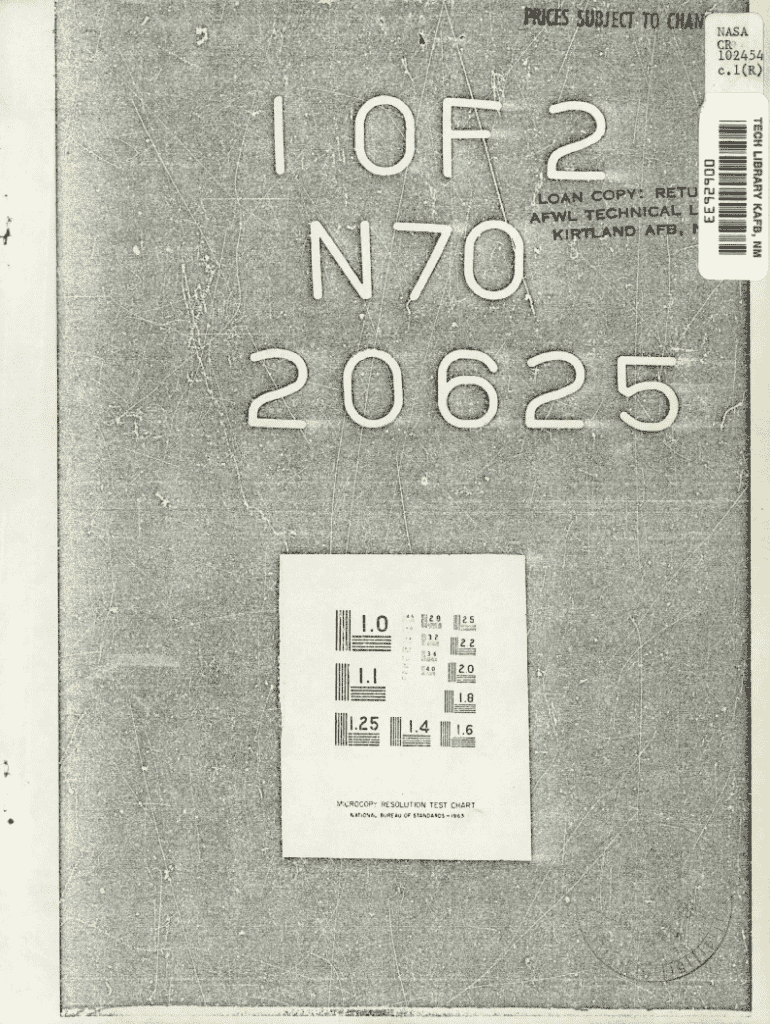 PRICES SUBJECT TO CHAN
NASA
CR
102454
c.1(R)
1 OF 2
TECH LIBRARY KAFB, NM
0062933
LOAN COPY: RETU
AFWL TECHNICAL L
KIRTLAND AFB, N
N70
20625
1.0
2.8
2.5
3.2
2.2
3.6
4.0
2.0
1.1
1.8
1.25
1.4
1.6
MICROCOPY RESOLUTION TEST CHART
NATIONAL BUREAU OF STANDARDS-1963